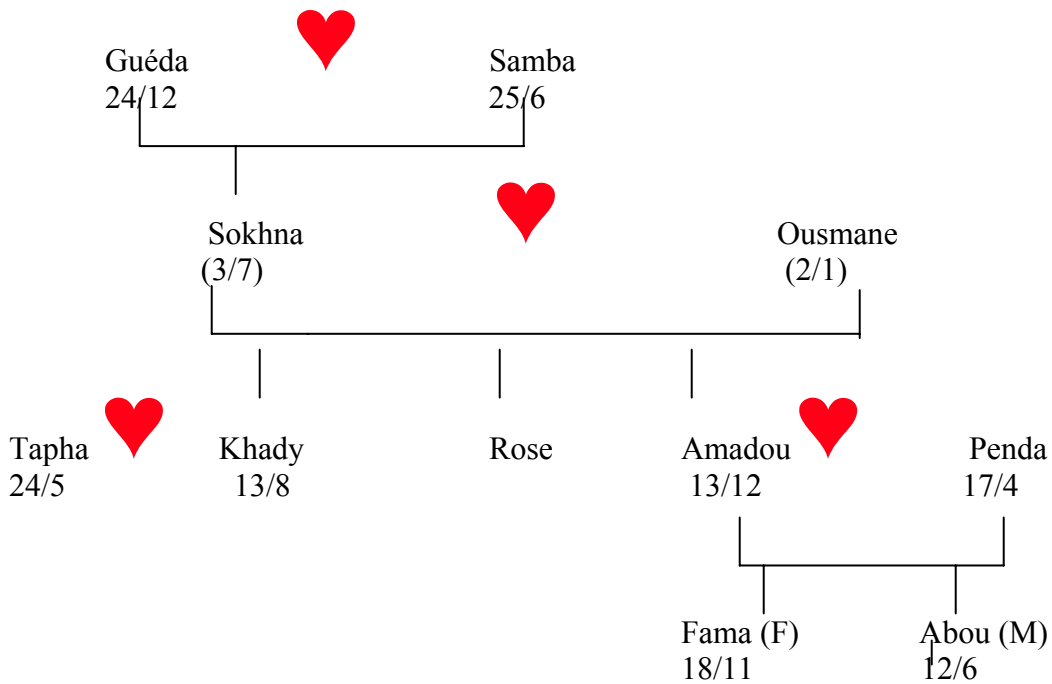 Guéda Samba
24/12 25/6
Sokhna Ousmane
(3/7) (2/1)
Tapha Khady Rose Amadou Penda
24/5 13/8 13/12 17/4
Fama (F) Abou (M)
18/11 12/6